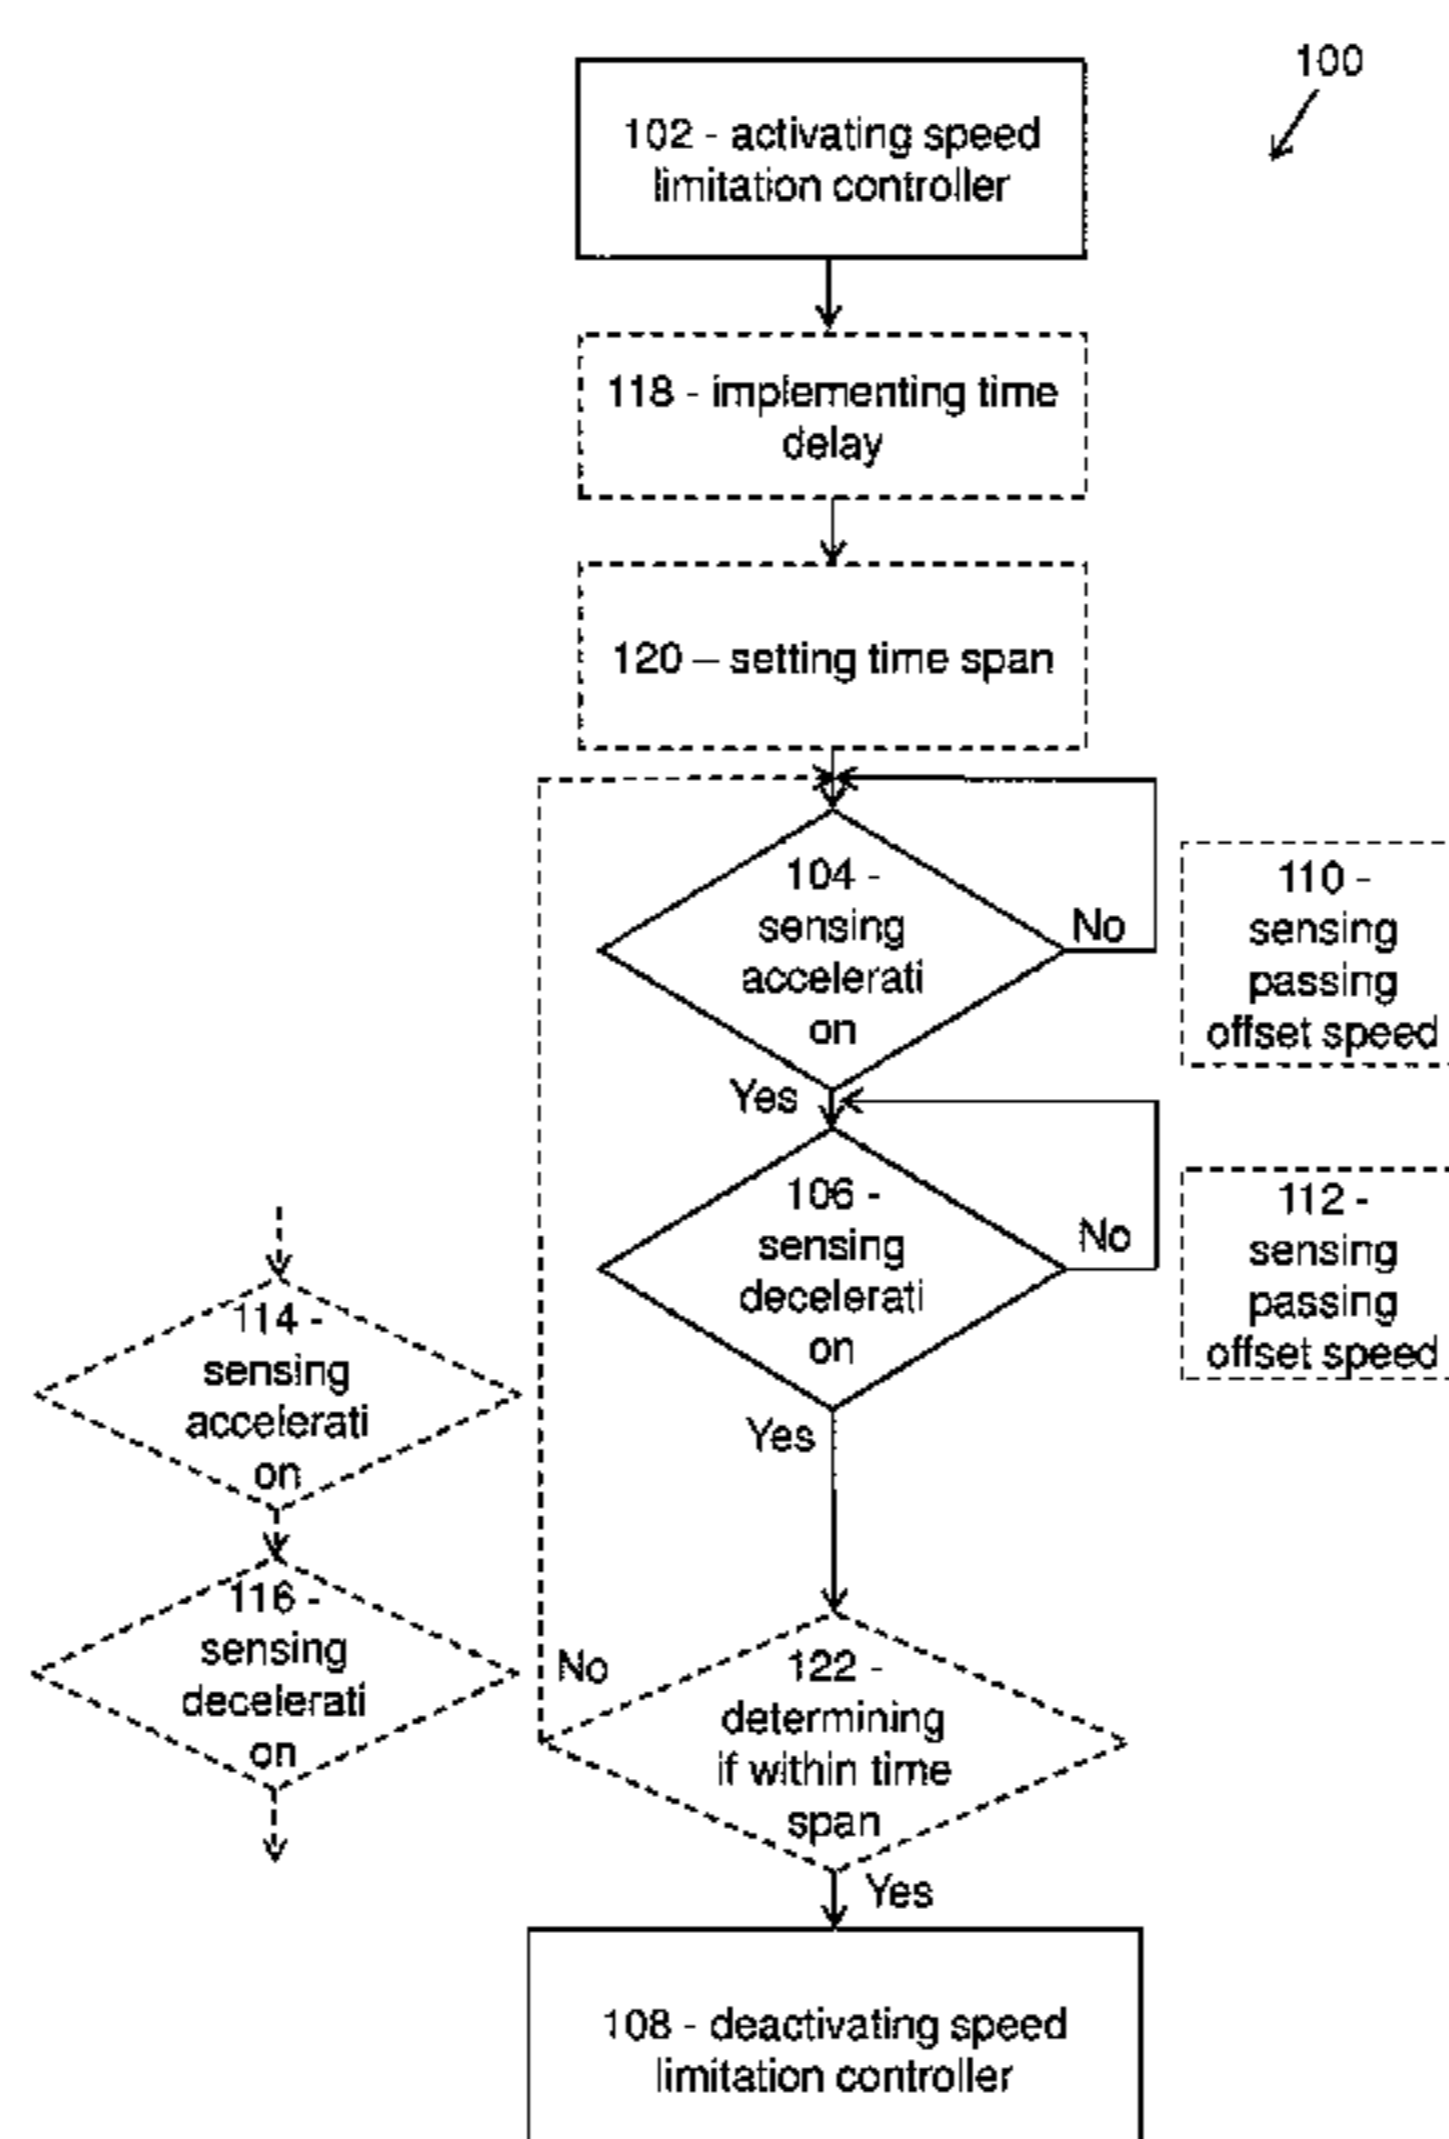 100
102 - activating speed
limitation controller
118 - implementing time
delay
120 – setting time span
104 -
sensing
accelerati
on
No
110 -
sensing
passing
offset speed
Yes
106 -
sensing
decelerati
on
No
112 -
sensing
passing
offset speed
Yes
114 -
sensing
accelerati
on
116 -
sensing
decelerati
on
No
122 -
determining
if within time
span
Yes
108 - deactivating speed
limitation controller